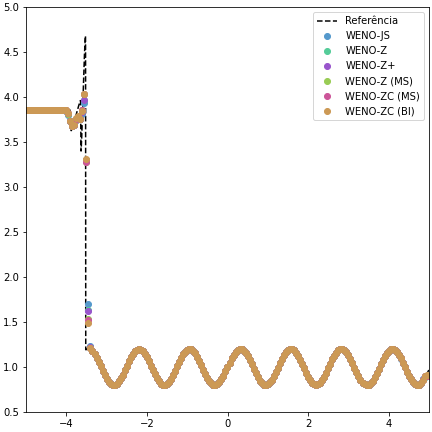 5.0
4.5
4.0
3.5
3.0
2.5
2.0
1.5
1.0
0.5
−4
−2
0
2
4
Referência
WENO-JS
WENO-Z
WENO-Z+
WENO-Z (MS)
WENO-ZC (MS)
WENO-ZC (BI)